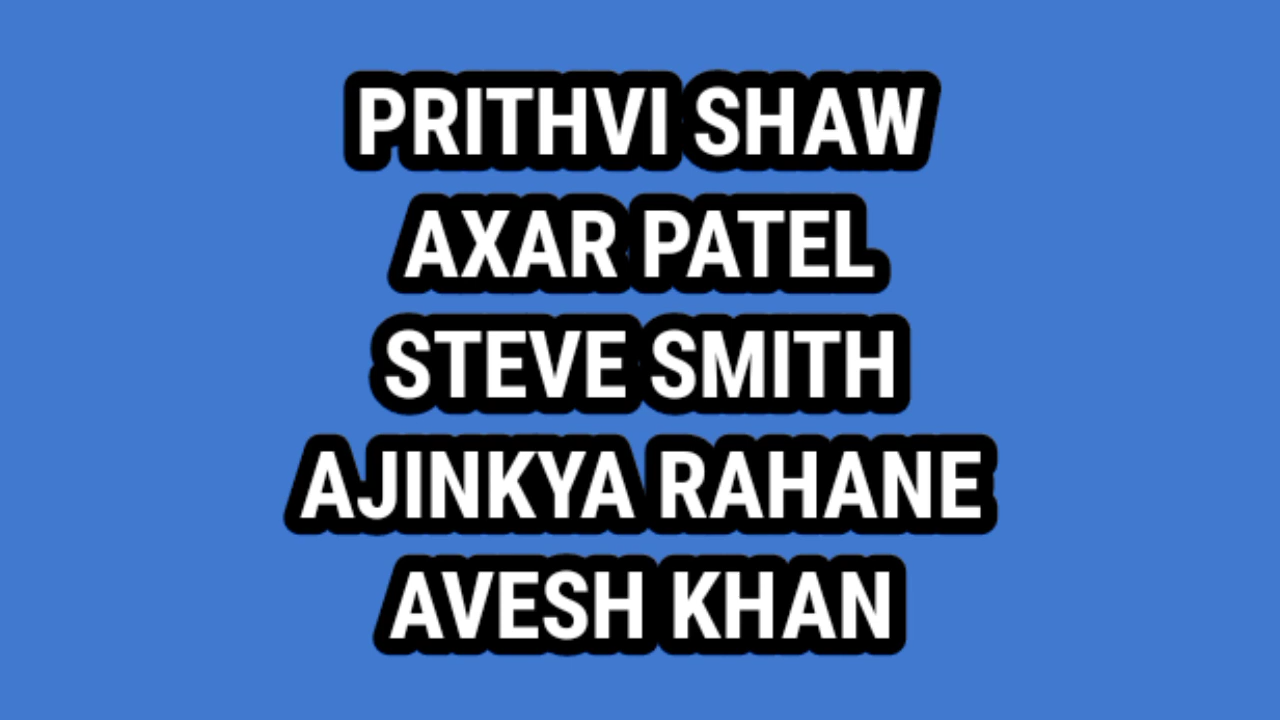 PRITHVI SHAW
AXAR PATEL
STEVE SMITH
AJINKYA RAHANE
AVESH KHAN